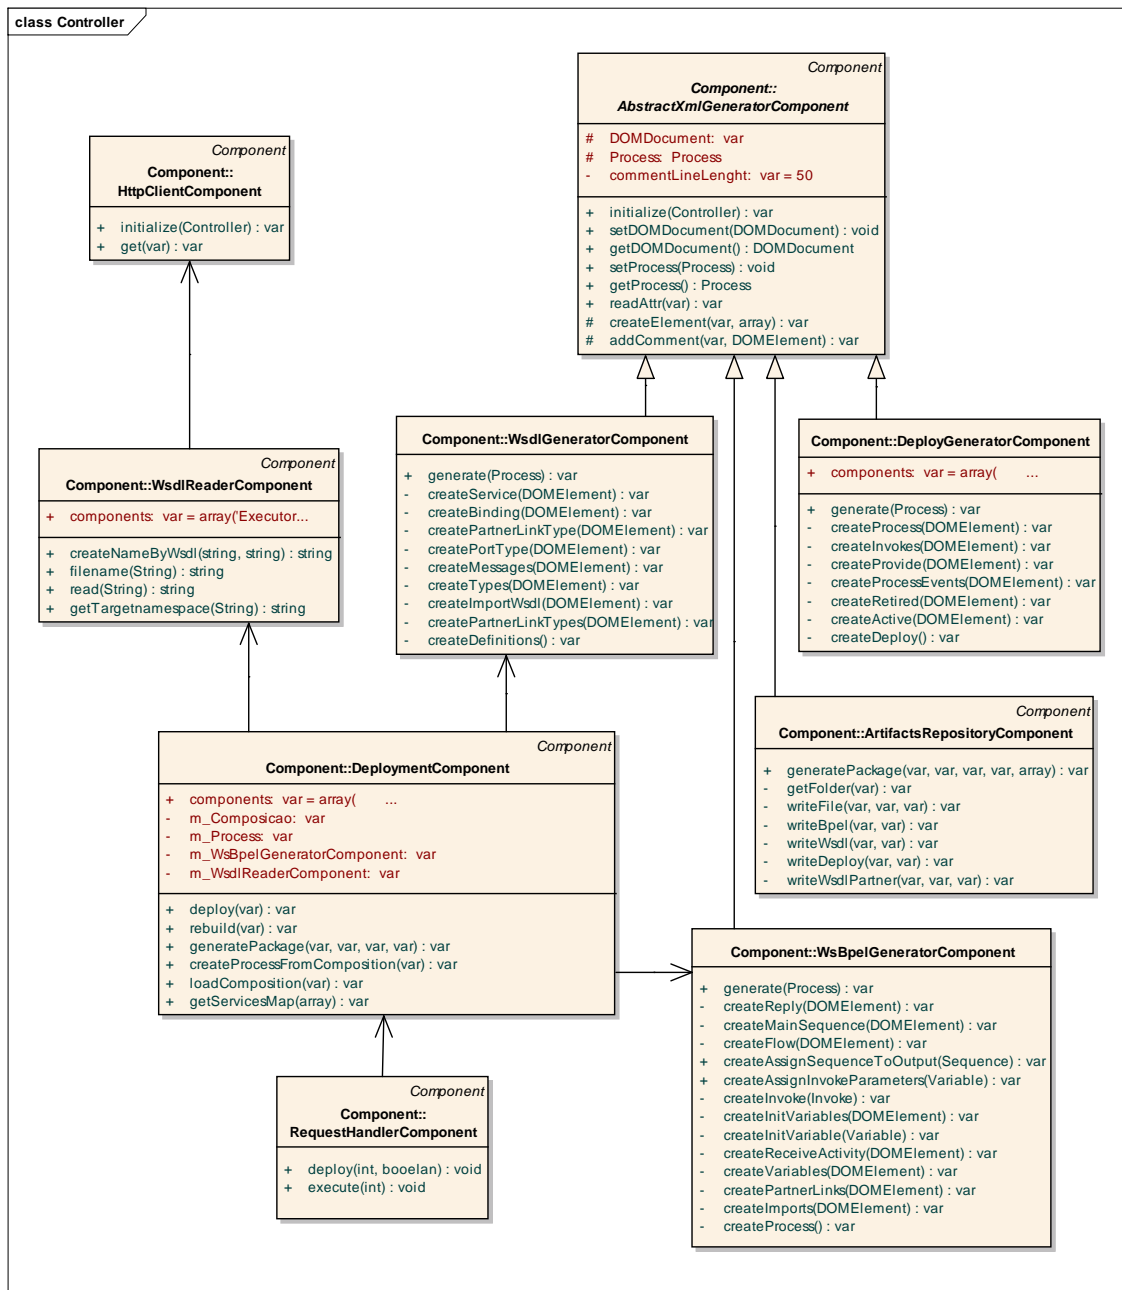 class Controller
Component
Component::
AbstractXmlGeneratorComponent
# DOMDocument: var
# Process: Process
- commentLineLenght: var = 50
+ initialize(Controller) : var
+ setDOMDocument(DOMDocument) : void
+ getDOMDocument() : DOMDocument
+ setProcess(Process) : void
+ getProcess() : Process
+ readAttr(var) : var
# createElement(var, array) : var
# addComment(var, DOMElement) : var
Component
Component::
HttpClientComponent
+ initialize(Controller) : var
+ get(var) : var
Component::WsdlGeneratorComponent
+ generate(Process) : var
- createService(DOMElement) : var
- createBinding(DOMElement) : var
- createPartnerLinkType(DOMElement) : var
- createPortType(DOMElement) : var
- createMessages(DOMElement) : var
- createTypes(DOMElement) : var
- createImportWsdl(DOMElement) : var
- createPartnerLinkTypes(DOMElement) : var
- createDefinitions() : var
Component::DeployGeneratorComponent
+ components: var = array( ...
+ generate(Process) : var
- createProcess(DOMElement) : var
- createInvokes(DOMElement) : var
- createProvide(DOMElement) : var
- createProcessEvents(DOMElement) : var
- createRetired(DOMElement) : var
- createActive(DOMElement) : var
- createDeploy() : var
Component
Component::WsdlReaderComponent
+ components: var = array('Executor...
+ createNameByWsdl(string, string) : string
+ filename(String) : string
+ read(String) : string
+ getTargetnamespace(String) : string
Component
Component::ArtifactsRepositoryComponent
+ generatePackage(var, var, var, var, array) : var
- getFolder(var) : var
- writeFile(var, var, var) : var
- writeBpel(var, var) : var
- writeWsdl(var, var) : var
- writeDeploy(var, var) : var
- writeWsdlPartner(var, var, var) : var
Component
Component::DeploymentComponent
+ components: var = array( ...
- m_Composicao: var
- m_Process: var
- m_WsBpelGeneratorComponent: var
- m_WsdlReaderComponent: var
+ deploy(var) : var
+ rebuild(var) : var
+ generatePackage(var, var, var, var) : var
+ createProcessFromComposition(var) : var
+ loadComposition(var) : var
+ getServicesMap(array) : var
Component::WsBpelGeneratorComponent
+ generate(Process) : var
- createReply(DOMElement) : var
- createMainSequence(DOMElement) : var
- createFlow(DOMElement) : var
+ createAssignSequenceToOutput(Sequence) : var
+ createAssignInvokeParameters(Variable) : var
- createInvoke(Invoke) : var
- createInitVariables(DOMElement) : var
- createInitVariable(Variable) : var
- createReceiveActivity(DOMElement) : var
- createVariables(DOMElement) : var
- createPartnerLinks(DOMElement) : var
- createImports(DOMElement) : var
- createProcess() : var
Component
Component::
RequestHandlerComponent
+ deploy(int, booelan) : void
+ execute(int) : void